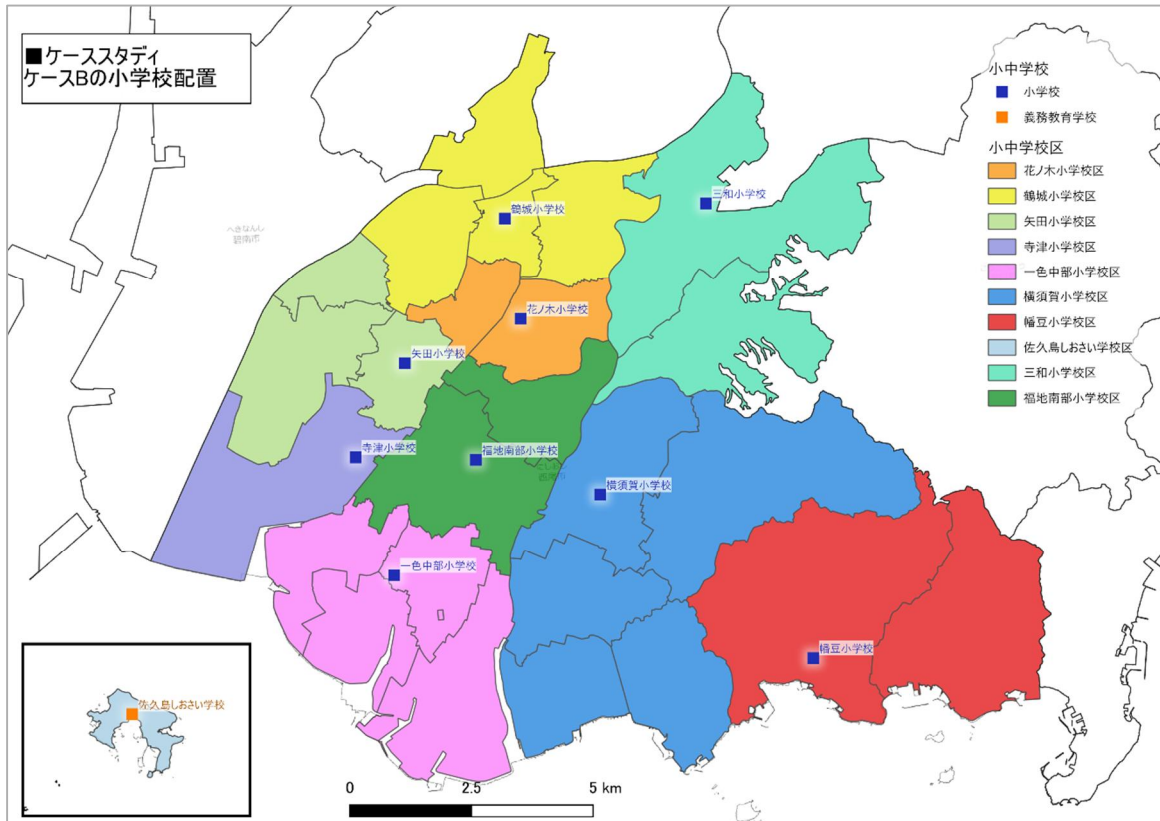 ■ケーススタディ
ケースBの小学校配置
小中学校
小学校
義務教育学校
小中学校区
花ノ木小学校区
鶴城小学校区
矢田小学校区
寺津小学校区
一色中部小学校区
横須賀小学校区
幡豆小学校区
佐久島しおさい学校区
三和小学校区
福地南部小学校区
三和小学校
鶴城小学校
へきなんし
碧南市
花ノ木小学校
矢田小学校
寺津小学校
福地南部小学校
横須賀小学校
一色中部小学校
幡豆小学校
佐久島しおさい学校
0 2.5 5 km